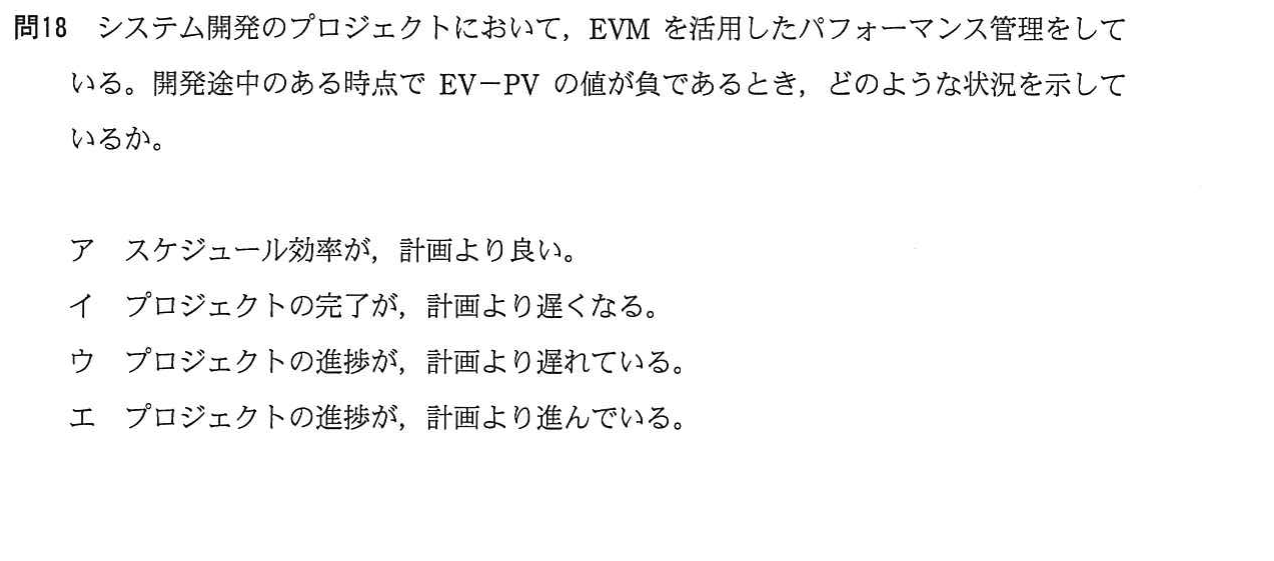 問18 システム開発のプロジェクトにおいて，EVM を活用したパフォーマンス管理をして
いる。開発途中のある時点で EV－PV の値が負であるとき，どのような状況を示して
いるか。
ア スケジュール効率が，計画より良い。
イ プロジェクトの完了が，計画より遅くなる。
ウ プロジェクトの進捗が，計画より遅れている。
エ プロジェクトの進捗が，計画より進んでいる。